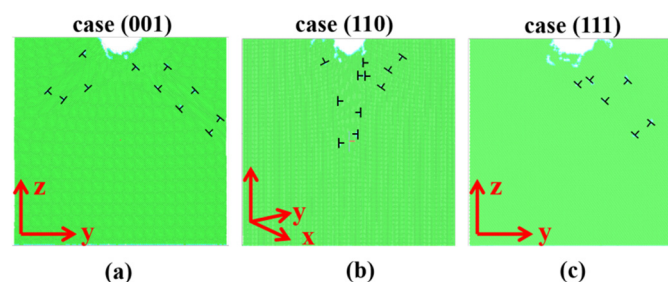 case (001)
case (110)
case (111)
z
y
y
x
z
y
(a)
(b)
(c)